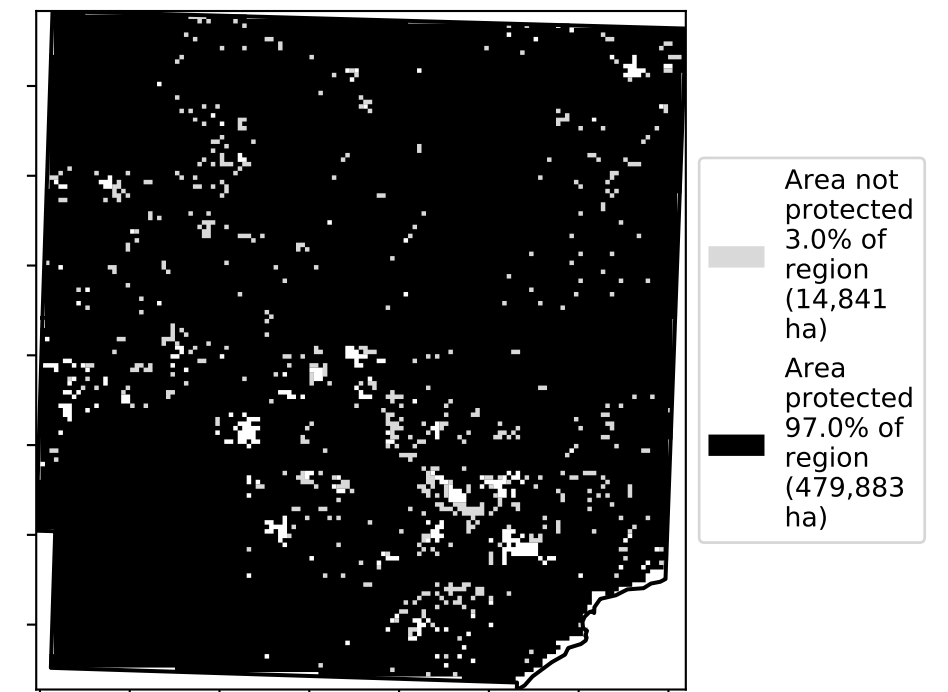 Area not
protected
3.0% of
region
(14,841
ha)
Area
protected
97.0% of
region
(479,883
ha)